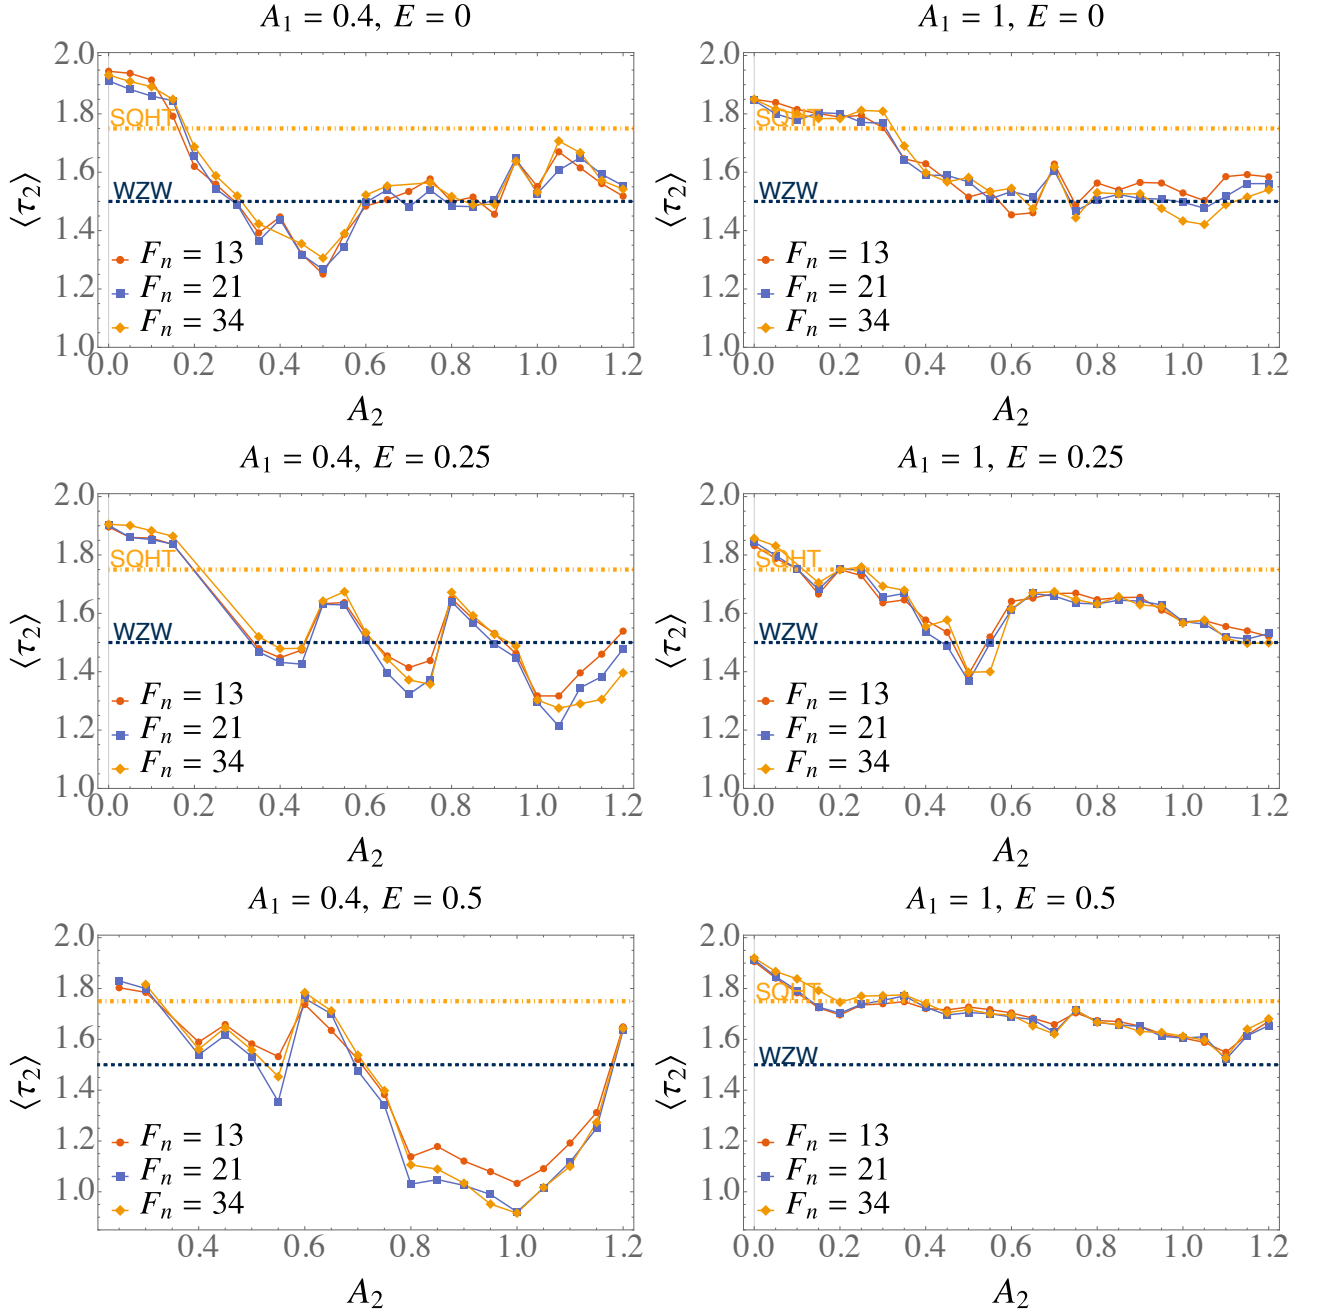 A1 = 0.4, E = 0
2.0
1.8
1.6
1.4
1.2
1.0
⟨τ2⟩
SQHT
WZW
Fn = 13
Fn = 21
Fn = 34
0.0 0.2 0.4 0.6 0.8 1.0 1.2
A2
A1 = 1, E = 0
2.0
1.8
1.6
1.4
1.2
1.0
⟨τ2⟩
SQHT
WZW
Fn = 13
Fn = 21
Fn = 34
0.0 0.2 0.4 0.6 0.8 1.0 1.2
A2
A1 = 0.4, E = 0.25
2.0
1.8
1.6
1.4
1.2
1.0
⟨τ2⟩
SQHT
WZW
Fn = 13
Fn = 21
Fn = 34
0.0 0.2 0.4 0.6 0.8 1.0 1.2
A2
A1 = 1, E = 0.25
2.0
1.8
1.6
1.4
1.2
1.0
⟨τ2⟩
SQHT
WZW
Fn = 13
Fn = 21
Fn = 34
0.0 0.2 0.4 0.6 0.8 1.0 1.2
A2
A1 = 0.4, E = 0.5
2.0
1.8
1.6
1.4
1.2
1.0
⟨τ2⟩
Fn = 13
Fn = 21
Fn = 34
0.4 0.6 0.8 1.0 1.2
A2
A1 = 1, E = 0.5
2.0
1.8
1.6
1.4
1.2
1.0
⟨τ2⟩
SQHT
WZW
Fn = 13
Fn = 21
Fn = 34
0.0 0.2 0.4 0.6 0.8 1.0 1.2
A2